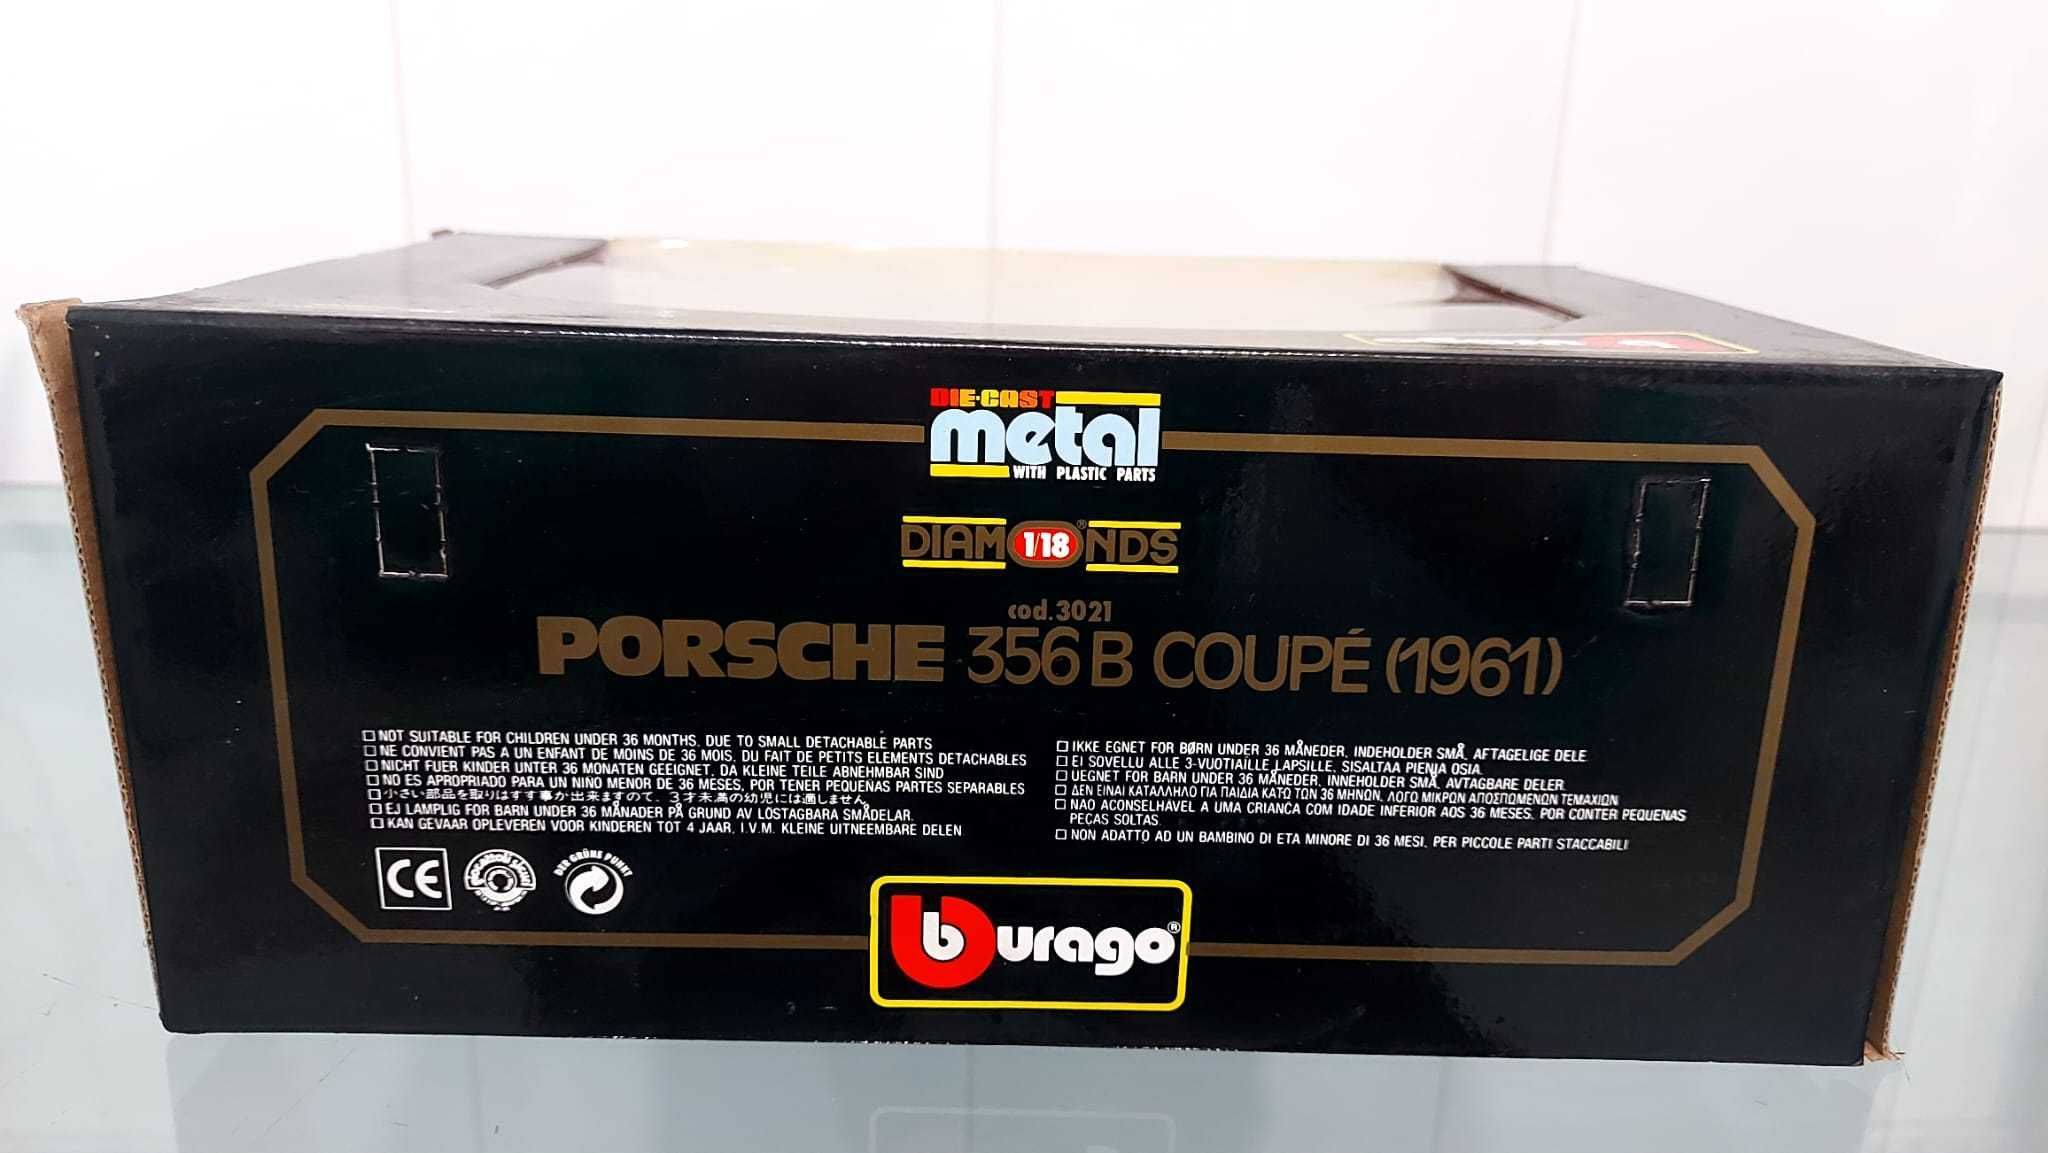 DIE-CAST
metal
WITH PLASTIC PARTS
DIAM 1/18 NDS®
cod.3021
PORSCHE 356 B COUPÉ (1961)
NOT SUITABLE FOR CHILDREN UNDER 36 MONTHS. DUE TO SMALL DETACHABLE PARTS
NE CONVIENT PAS A UN ENFANT DE MOINS DE 36 MOIS. DU FAIT DE PETITS ELEMENTS DETACHABLES
NICHT FUER KINDER UNTER 36 MONATEN GEEIGNET, DA KLEINE TEILE ABNEHMBAR SIND
NO ES APROPRIADO PARA UN NINO MENOR DE 36 MESES, POR TENER PEQUENAS PARTES SEPARABLES
小さい部品を取りはすす事か出来ますので、3才未満の幼児には適しません
EJ LAMPLIG FOR BARN UNDER 36 MÅNADER PÅ GRUND AV LÖSTAGBARA SMÅDELAR.
KAN GEVAAR OPLEVEREN VOOR KINDEREN TOT 4 JAAR, I.V.M. KLEINE UITNEEMBARE DELEN
IKKE EGNET FOR BØRN UNDER 36 MÅNEDER, INDEHOLDER SMÅ, AFTAGELIGE DELE
EI SOVELLU ALLE 3-VUOTIAILLE LAPSILLE, SISALTAA PIENIA OSIA.
UEGNET FOR BARN UNDER 36 MÅNEDER, INNEHOLDER SMÅ, AVTAGBARE DELER.
ΔΕΝ ΕΙΝΑΙ ΚΑΤΑΛΛΗΛΟ ΓΙΑ ΠΑΙΔΙΑ ΚΑΤΩ ΤΩΝ 36 ΜΗΝΩΝ, ΛΟΓΩ ΜΙΚΡΩΝ ΑΠΟΣΠΩΜΕΝΩΝ ΤΕΜΑΧΙΩΝ
NAO ACONSELHAVEL A UMA CRIANCA COM IDADE INFERIOR AOS 36 MESES. POR CONTER PEQUENAS
PECAS SOLTAS.
NON ADATTO AD UN BAMBINO DI ETA MINORE DI 36 MESI. PER PICCOLE PARTI STACCABILI
CE
DER GRÜNE PUNKT
burago®